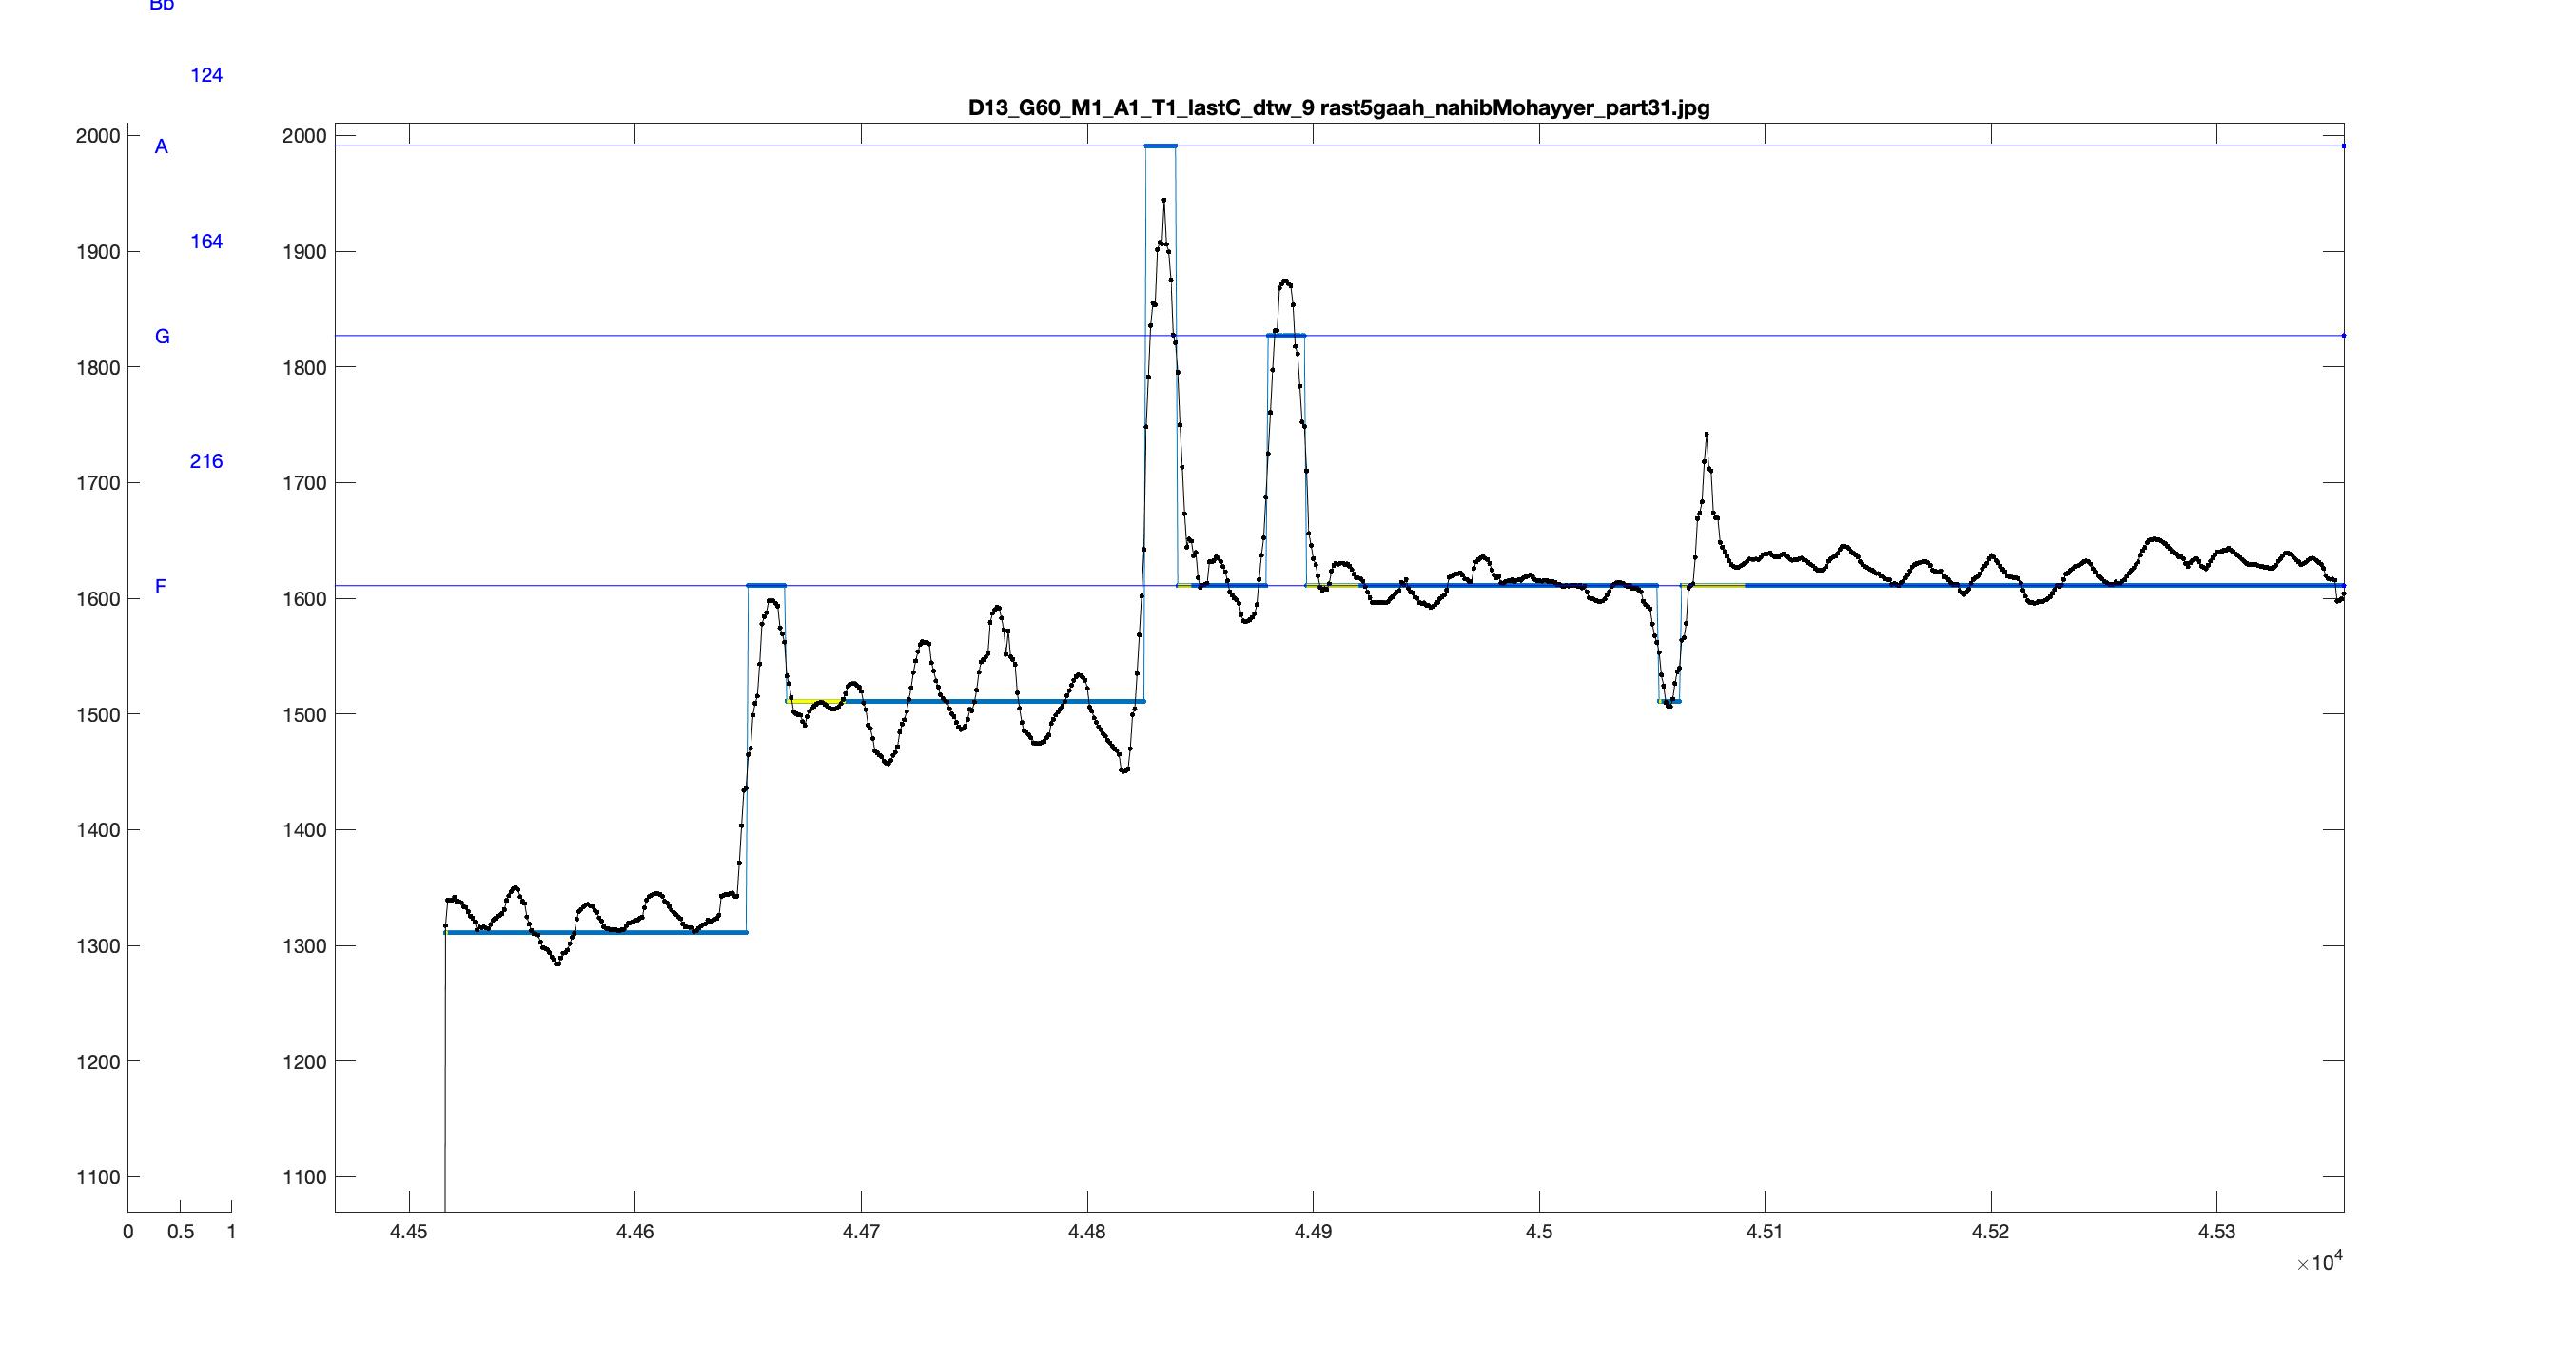 Bb
124
D13_G60_M1_A1_T1_lastC_dtw_9 rast5gaah_nahibMohayyer_part31.jpg
2000 A 2000
164
1900 1900
G
1800 1800
216
1700 1700
F
1600 1600
1500 1500
1400 1400
1300 1300
1200 1200
1100 1100
0 0.5 1 4.45 4.46 4.47 4.48 4.49 4.5 4.51 4.52 4.53
×10⁴